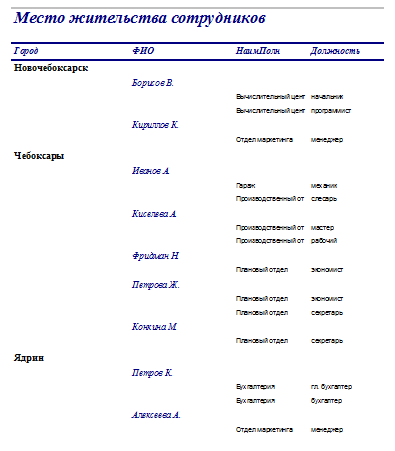 Место жительства сотрудников
Город ФИО НаимПолн Должность
Новочебоксарск
Борисов В.
Вычислительный цент начальник
Вычислительный цент программист
Кириллов К.
Отдел маркетинга менеджер
Чебоксары
Иванов А.
Гараж механик
Производственный от слесарь
Киселева А.
Производственный от мастер
Производственный от рабочий
Фридман Н.
Плановый отдел экономист
Петрова Ж.
Плановый отдел экономист
Плановый отдел секретарь
Конкина М.
Плановый отдел секретарь
Ядрин
Петров К.
Бухгалтерия гл. бухгалтер
Бухгалтерия бухгалтер
Алексеева А.
Отдел маркетинга менеджер